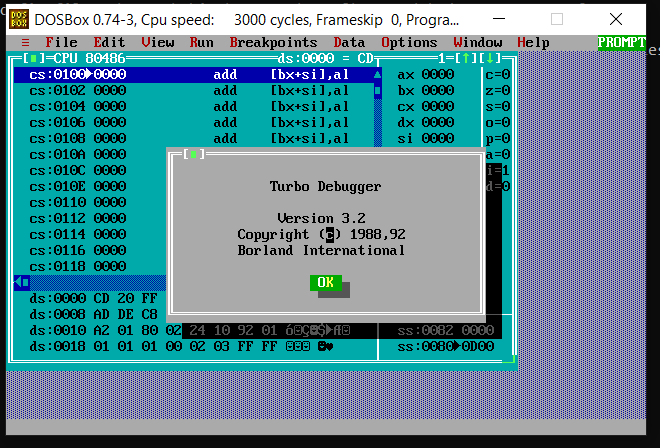 DOS BOX DOSBox 0.74-3, Cpu speed: 3000 cycles, Frameskip 0, Progra...
≡ File Edit View Run Breakpoints Data Options Window Help PROMPT
[■]=CPU 80486 ds:0000 = CD 1=[↑][↓]
cs:0100►0000 add [bx+si],al ax 0000 c=0
cs:0102 0000 add [bx+si],al bx 0000 z=0
cs:0104 0000 add [bx+si],al cx 0000 s=0
cs:0106 0000 add [bx+si],al dx 0000 o=0
cs:0108 0000 add [bx+si],al si 0000 p=0
cs:010A 0000 a=0
cs:010C 0000 i=1
cs:010E 0000 d=0
cs:0110 0000
cs:0112 0000
cs:0114 0000
cs:0116 0000
cs:0118 0000
[■]
Turbo Debugger
Version 3.2
Copyright (c) 1988,92
Borland International
OK
ds:0000 CD 20 FF
ds:0008 AD DE C8
ds:0010 A2 01 80 02 24 10 92 01 ss:0082 0000
ds:0018 01 01 01 00 02 03 FF FF ss:0080►0D00